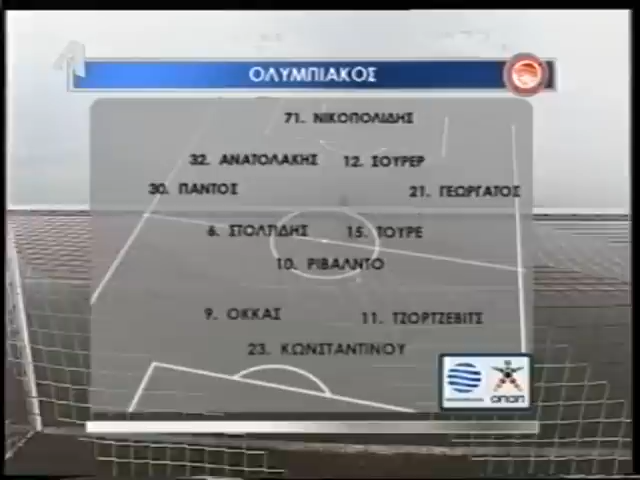 ΟΛΥΜΠΙΑΚΟΣ
71. ΝΙΚΟΠΟΛΙΔΗΣ
32. ΑΝΑΤΟΛΑΚΗΣ 12. ΣΟΥΡΕΡ
30. ΠΑΝΤΟΣ 21. ΓΕΩΡΓΑΤΟΣ
6. ΣΤΟΛΤΙΔΗΣ 15. ΤΟΥΡΕ
10. ΡΙΒΑΛΝΤΟ
9. ΟΚΚΑΣ 11. ΤΖΟΡΤΖΕΒΙΤΣ
23. ΚΩΝΣΤΑΝΤΙΝΟΥ
ΟΠΑΠ